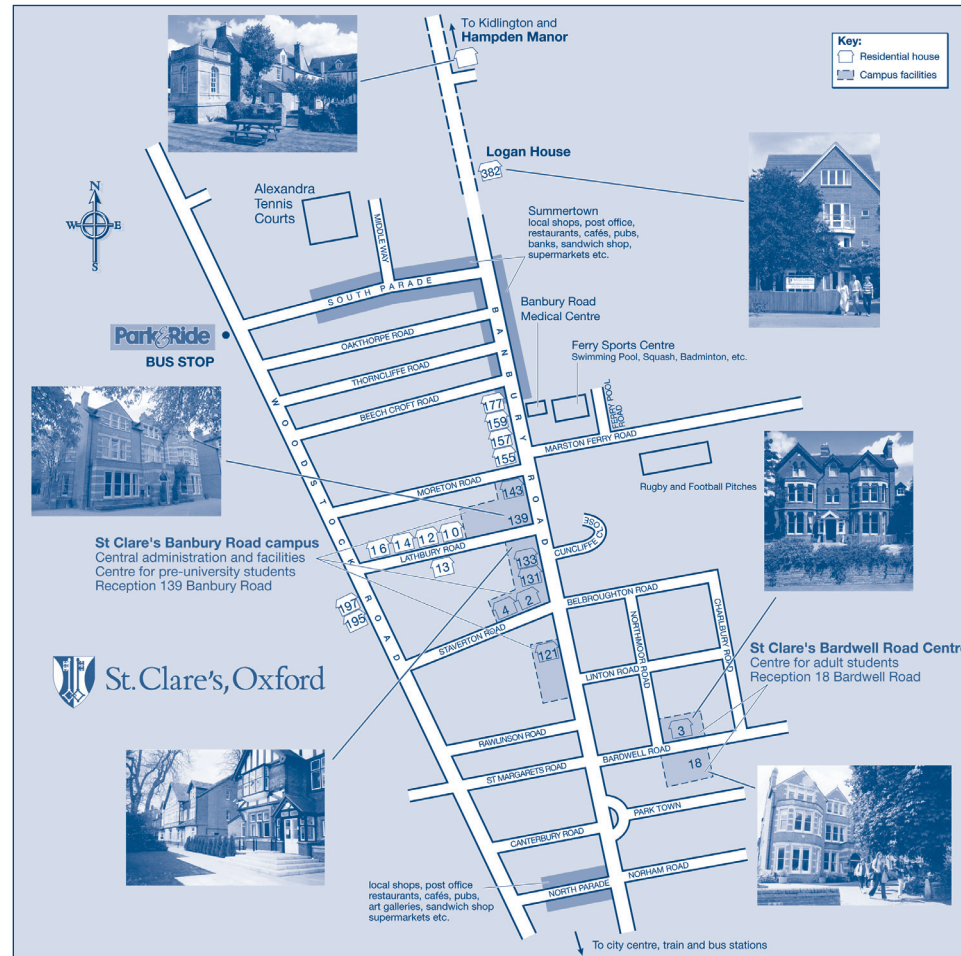 To Kidlington and
Hampden Manor
Key:
Residential house
Campus facilities
Logan House
382
Alexandra
Tennis
Courts
N
W E
S
MIDDLE WAY
Summertown
local shops, post office,
restaurants, cafés, pubs,
banks, sandwich shop,
supermarkets etc.
SOUTH PARADE
Banbury Road
Medical Centre
Park & Ride
BUS STOP
OAKTHORPE ROAD
Ferry Sports Centre
Swimming Pool, Squash, Badminton, etc.
THORNCLIFFE ROAD
BEECH CROFT ROAD
FERRY POOL
ROAD
BANBURY ROAD
WOODSTOCK ROAD
177
159
157
155
MARSTON FERRY ROAD
Rugby and Football Pitches
MORETON ROAD
143
139
St Clare's Banbury Road campus
Central administration and facilities
Centre for pre-university students
Reception 139 Banbury Road
16 14 12 10
LATHBURY ROAD
13
CUNCLIFFE CLOSE
133
131
197
195
4 2
STAVERTON ROAD
BELBROUGHTON ROAD
NORTHMOOR ROAD
CHARLBURY ROAD
121
St Clare's Bardwell Road Centre
Centre for adult students
Reception 18 Bardwell Road
St. Clare's, Oxford
LINTON ROAD
RAWLINSON ROAD
3
BARDWELL ROAD
ST MARGARETS ROAD
18
PARK TOWN
CANTERBURY ROAD
local shops, post office
restaurants, cafés, pubs,
art galleries, sandwich shop
supermarkets etc.
NORTH PARADE
NORHAM ROAD
To city centre, train and bus stations